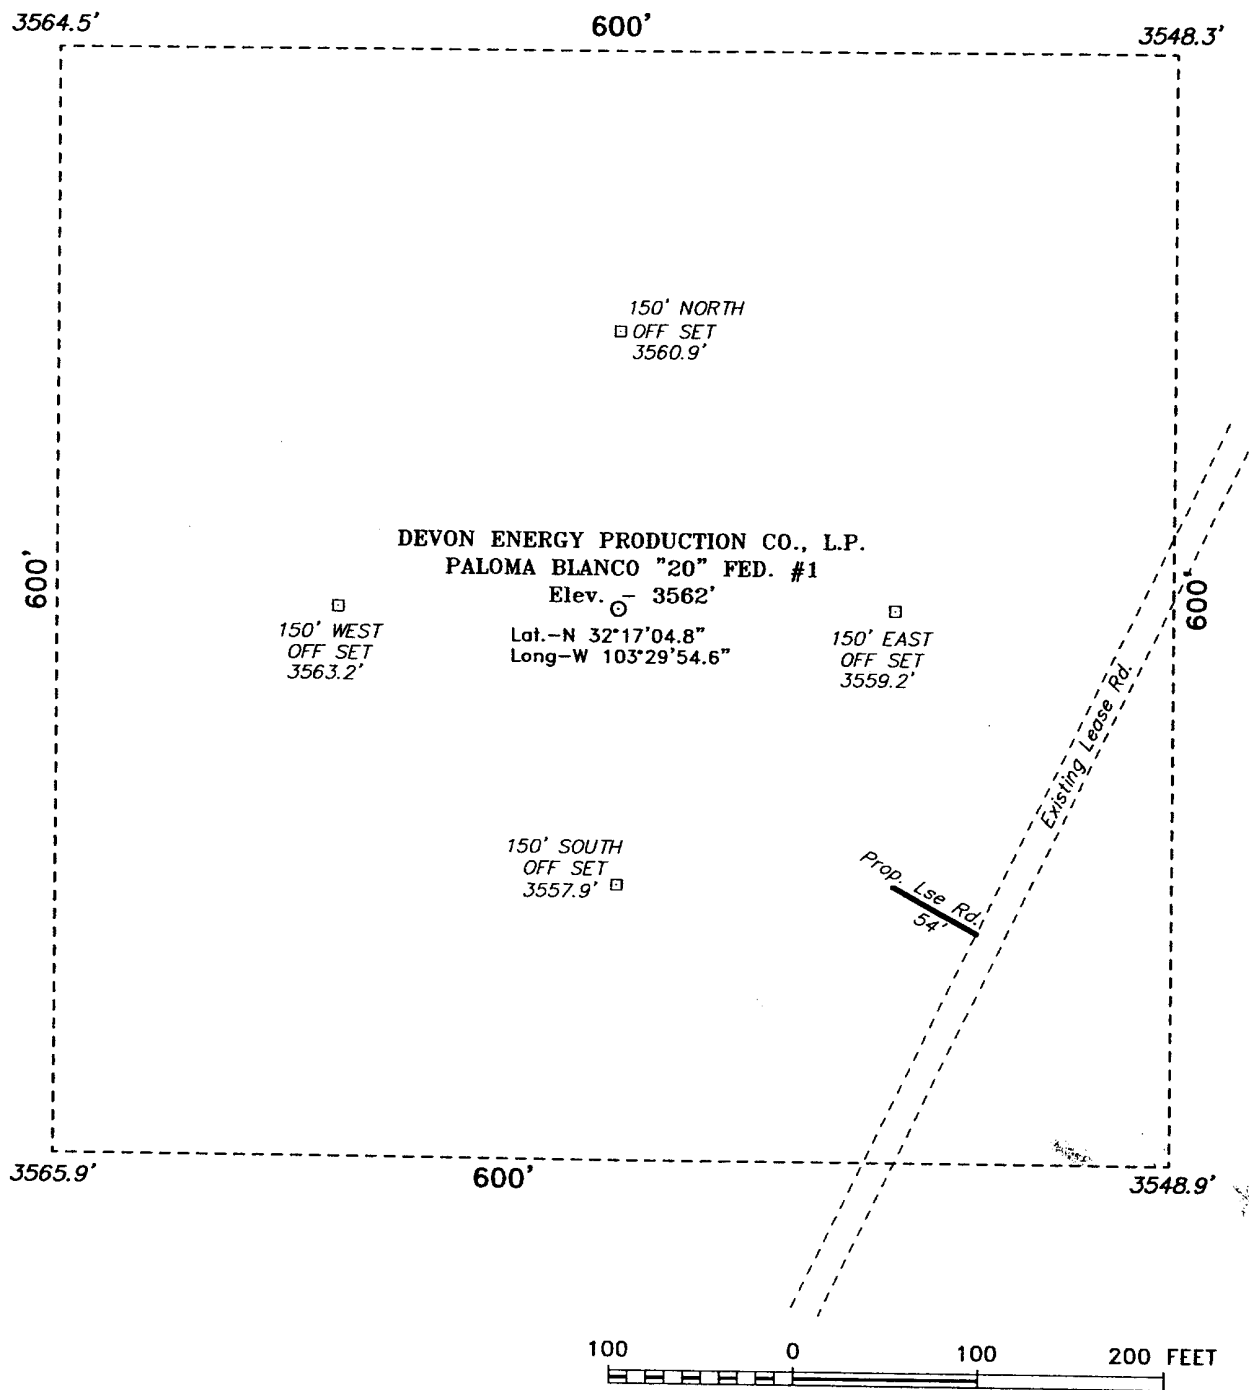 3564.5'
600'
3548.3'
150' NORTH
OFF SET
3560.9'
DEVON ENERGY PRODUCTION CO., L.P.
PALOMA BLANCO "20" FED. #1
Elev. - 3562'
Lat.-N 32°17'04.8"
Long-W 103°29'54.6"
600'
150' WEST
OFF SET
3563.2'
150' EAST
OFF SET
3559.2'
600'
Existing Lease Rd.
150' SOUTH
OFF SET
3557.9'
Prop. Lse Rd.
54'
3565.9'
600'
3548.9'
100 0 100 200 FEET